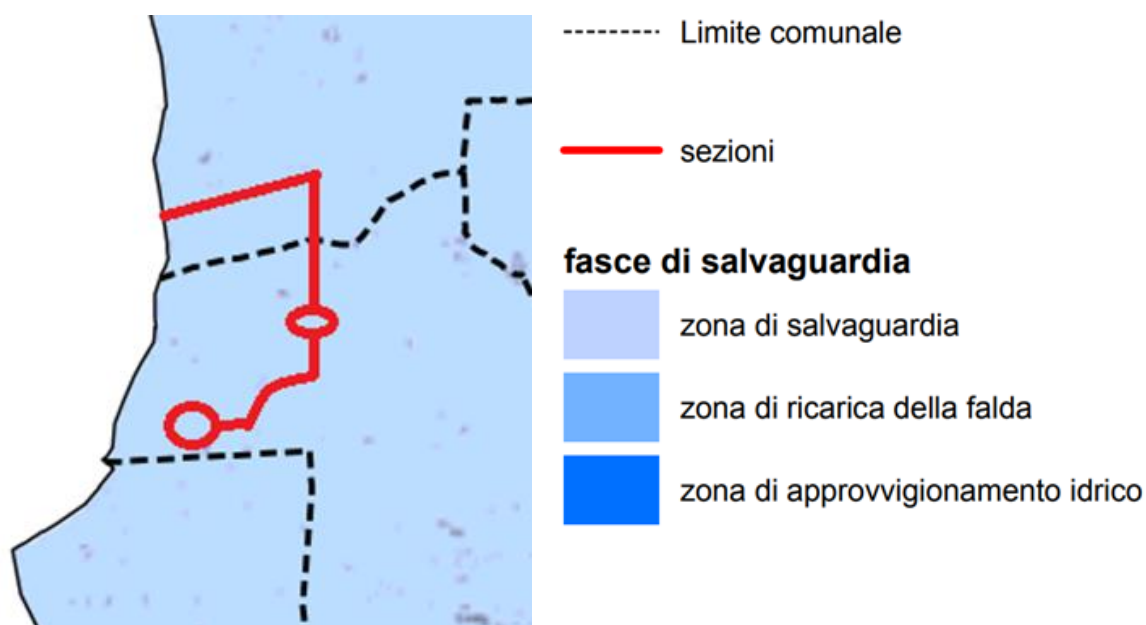 Limite comunale
sezioni
fasce di salvaguardia
zona di salvaguardia
zona di ricarica della falda
zona di approvvigionamento idrico